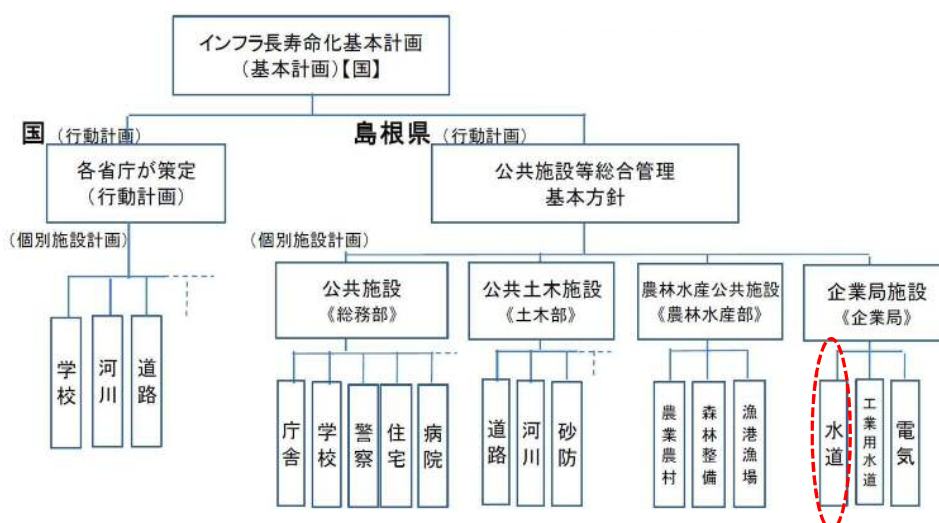 インフラ長寿命化基本計画
(基本計画)【国】
国 (行動計画)
島根県 (行動計画)
各省庁が策定
(行動計画)
公共施設等総合管理
基本方針
(個別施設計画)
(個別施設計画)
公共施設
《総務部》
公共土木施設
《土木部》
農林水産公共施設
《農林水産部》
企業局施設
《企業局》
学校
河川
道路
庁舎
学校
警察
住宅
病院
道路
河川
砂防
農業農村
森林整備
漁港漁場
水道
工業用水道
電気